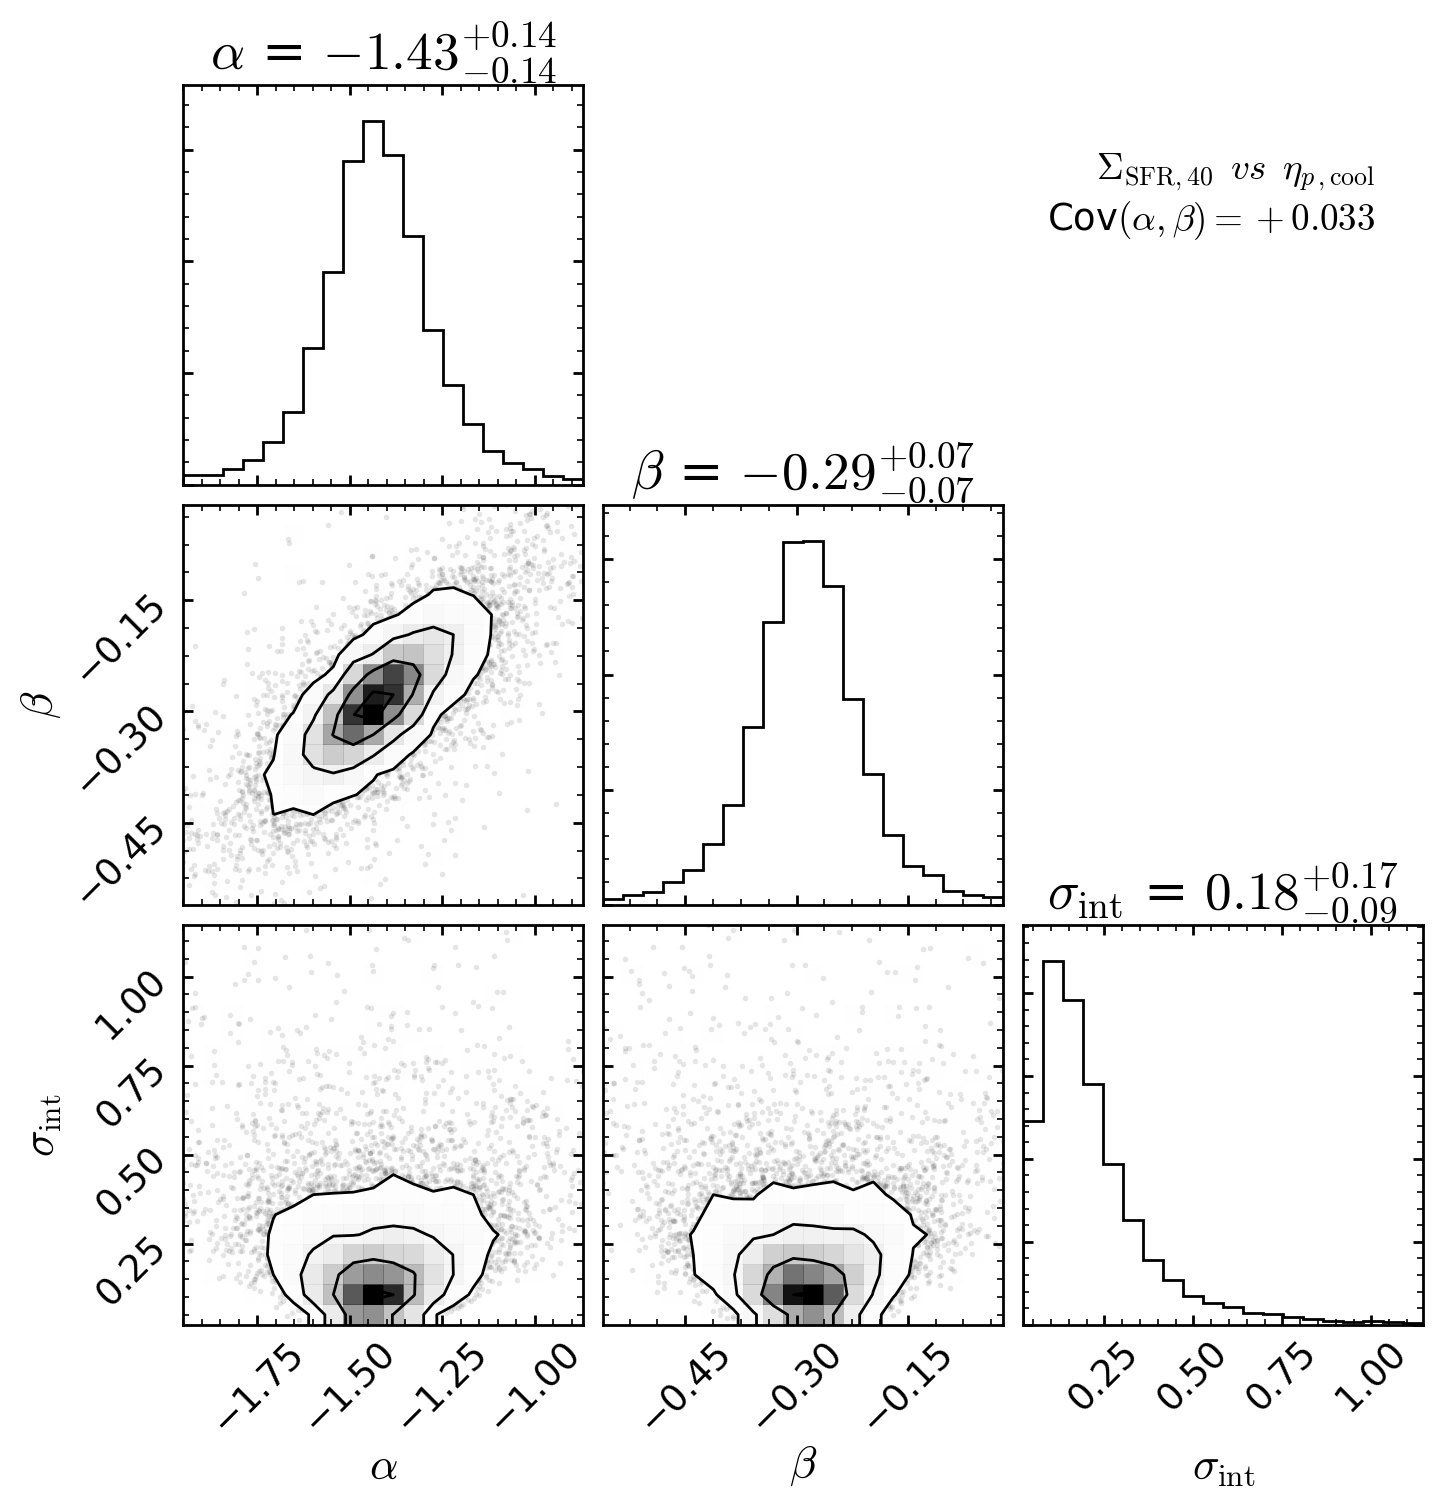 α = −1.43+0.14−0.14
Σ_SFR, 40 vs η_p, cool
Cov(α, β) = + 0.033
β = −0.29+0.07−0.07
β
−0.15
−0.30
−0.45
σ_int = 0.18+0.17−0.09
σ_int
1.00
0.75
0.50
0.25
−1.75 −1.50 −1.25 −1.00
−0.45 −0.30 −0.15
0.25 0.50 0.75 1.00
α
β
σ_int